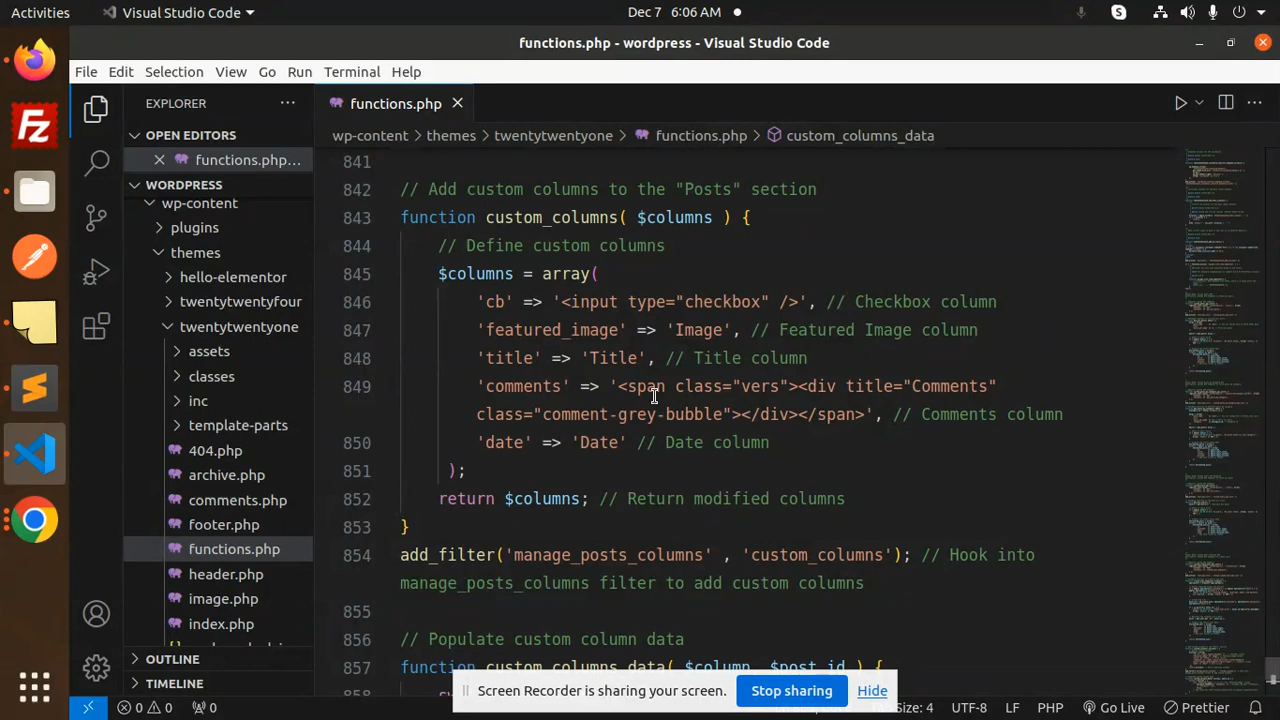 Activities
Visual Studio Code
Dec 7 6:06 AM
functions.php - wordpress - Visual Studio Code
File Edit Selection View Go Run Terminal Help
EXPLORER
OPEN EDITORS
functions.php...
WORDPRESS
wp-content
plugins
themes
hello-elementor
twentytwentyfour
twentytwentyone
assets
classes
inc
template-parts
404.php
archive.php
comments.php
footer.php
functions.php
header.php
image.php
index.php
OUTLINE
TIMELINE
functions.php
wp-content > themes > twentytwentyone > functions.php > custom_columns_data
841
842 // Add custom columns to the "Posts" section
843 function custom_columns( $columns ) {
844 // Define custom columns
845 $columns = array(
846 'cb' => '<input type="checkbox" />', // Checkbox column
847 'featured_image' => 'Image', // Featured Image column
848 'title' => 'Title', // Title column
849 'comments' => '<span class="vers"><div title="Comments"
class="comment-grey-bubble"></div></span>', // Comments column
850 'date' => 'Date' // Date column
851 );
852 return $columns; // Return modified columns
853 }
854 add_filter('manage_posts_columns' , 'custom_columns'); // Hook into
manage_posts_columns filter to add custom columns
855
856 // Populate custom column data
857 function custom_columns_data( $column, $post_id ) {
858
Screen Recorder is sharing your screen.
Stop sharing
Hide
0 0 0
Size: 4 UTF-8 LF PHP Go Live Prettier